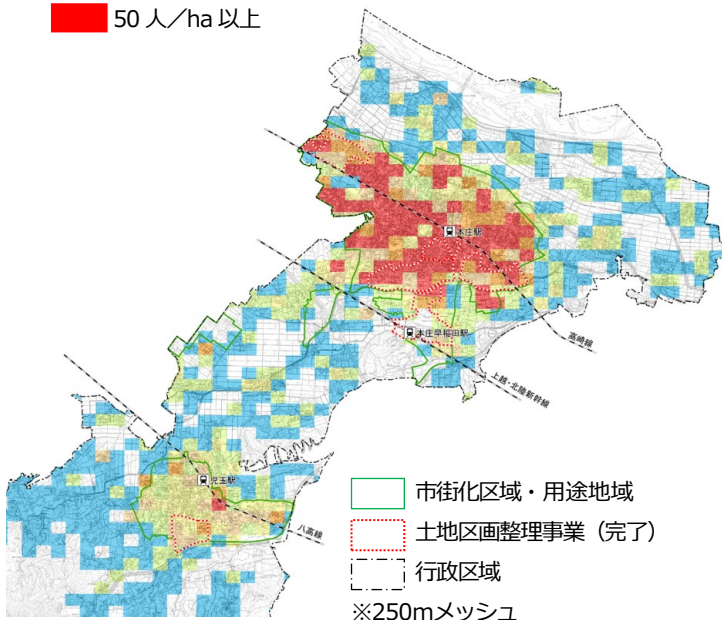 50 人／ha 以上
本庄駅
本庄早稲田駅
高崎線
上越・北陸新幹線
児玉駅
八高線
市街化区域・用途地域
土地区画整理事業（完了）
行政区域
※250mメッシュ